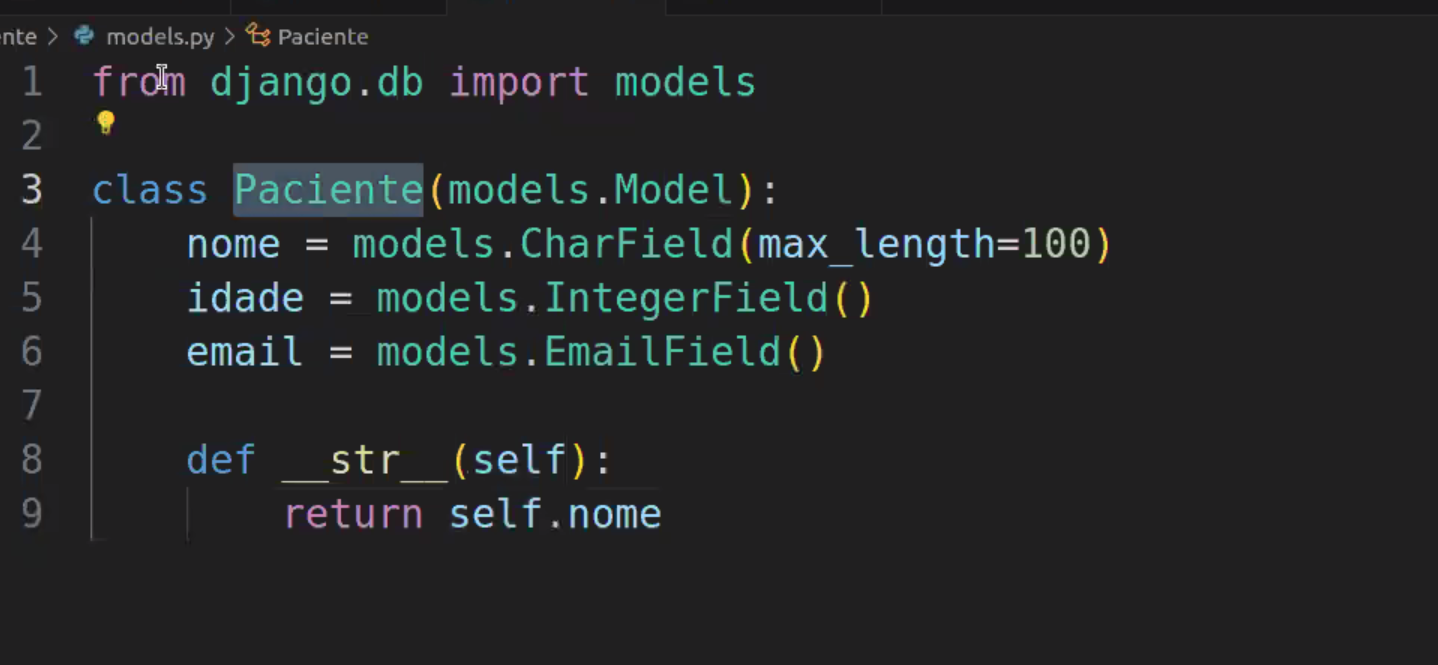 nte > models.py > Paciente
1 from django.db import models
2
3 class Paciente(models.Model):
4     nome = models.CharField(max_length=100)
5     idade = models.IntegerField()
6     email = models.EmailField()
7
8     def __str__(self):
9         return self.nome